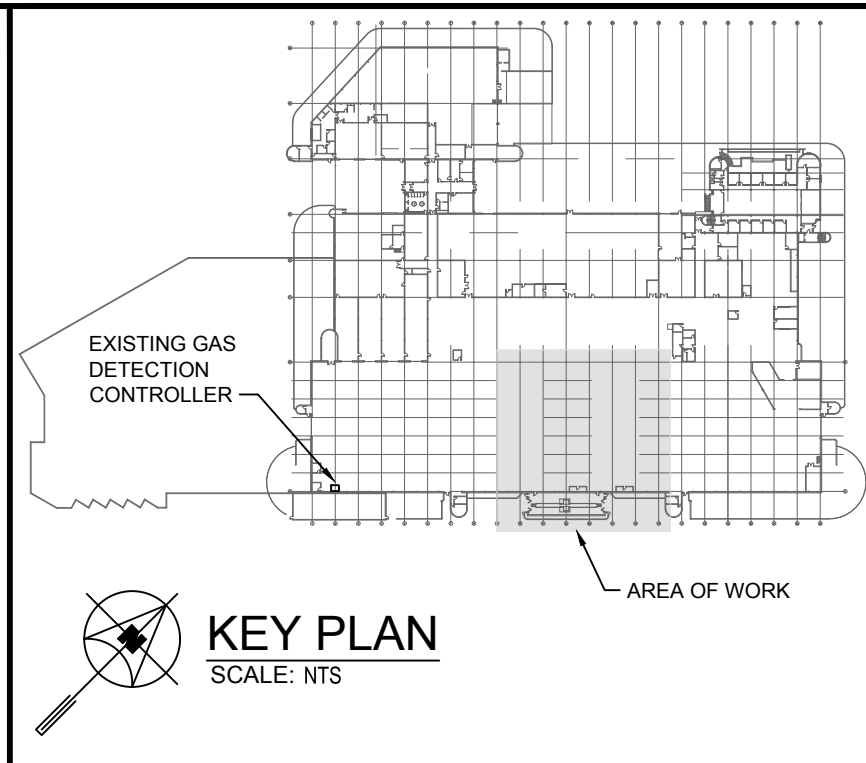 EXISTING GAS
DETECTION
CONTROLLER
AREA OF WORK
KEY PLAN
SCALE: NTS
N